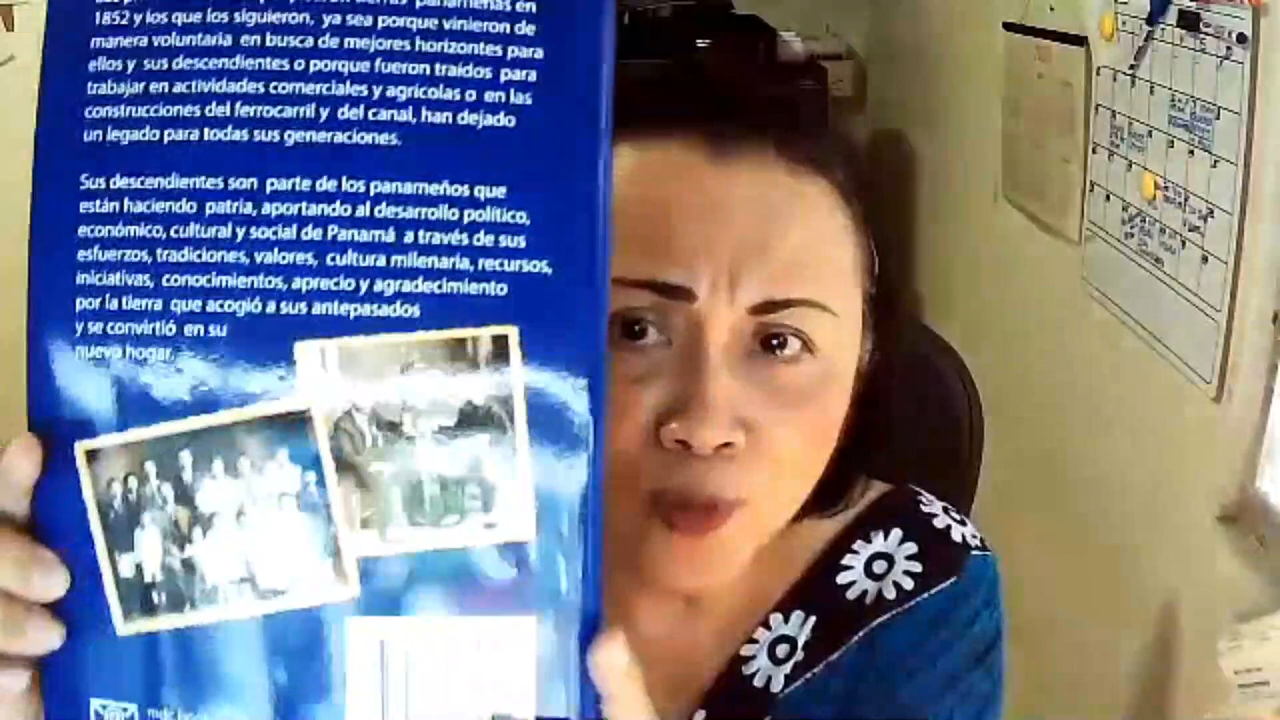 panameñas en
1852 y los que los siguieron, ya sea porque vinieron de
manera voluntaria en busca de mejores horizontes para
ellos y sus descendientes o porque fueron traídos para
trabajar en actividades comerciales y agrícolas o en las
construcciones del ferrocarril y del canal, han dejado
un legado para todas sus generaciones.
Sus descendientes son parte de los panameños que
están haciendo patria, aportando al desarrollo político,
económico, cultural y social de Panamá a través de sus
esfuerzos, tradiciones, valores, cultura milenaria, recursos,
iniciativas, conocimientos, aprecio y agradecimiento
por la tierra que acogió a sus antepasados
y se convirtió en su
nuevo hogar.